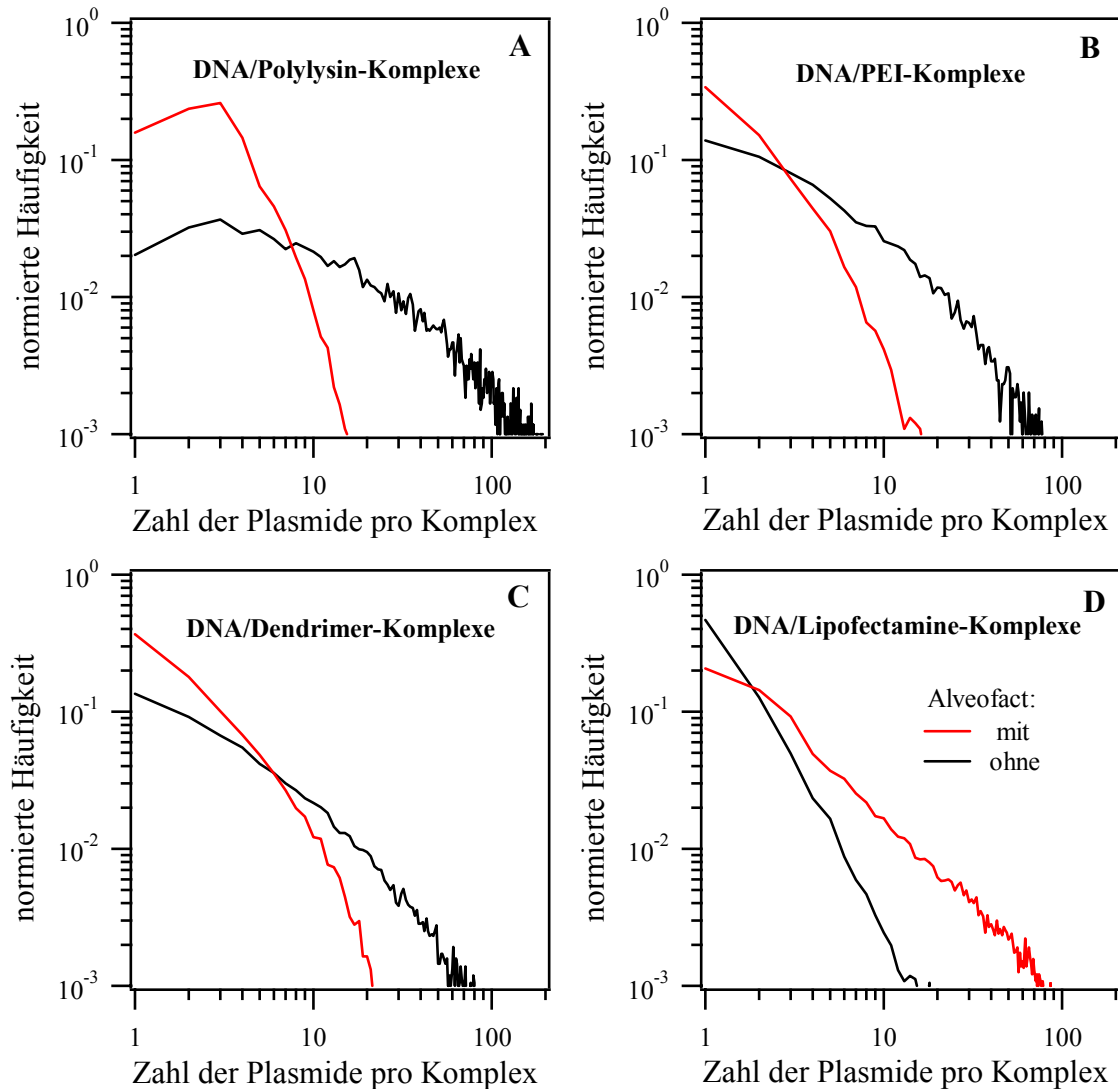 A
DNA/Polylysin-Komplexe
normierte Häufigkeit
10^0
10^-1
10^-2
10^-3
1
10
100
Zahl der Plasmide pro Komplex
B
DNA/PEI-Komplexe
normierte Häufigkeit
10^0
10^-1
10^-2
10^-3
1
10
100
Zahl der Plasmide pro Komplex
C
DNA/Dendrimer-Komplexe
normierte Häufigkeit
10^0
10^-1
10^-2
10^-3
1
10
100
Zahl der Plasmide pro Komplex
D
DNA/Lipofectamine-Komplexe
Alveofact:
mit
ohne
normierte Häufigkeit
10^0
10^-1
10^-2
10^-3
1
10
100
Zahl der Plasmide pro Komplex